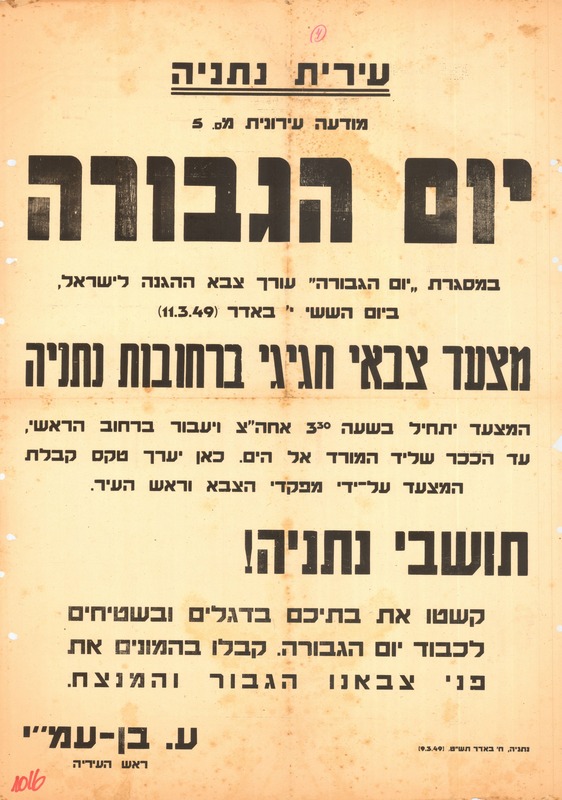 עירית נתניה
מודעה עירונית מס. 5
יום הגבורה
במסגרת „יום הגבורה” עורך צבא ההגנה לישראל,
ביום הששי י' באדר (11.3.49)
מצעד צבאי חגיגי ברחובות נתניה
המצעד יתחיל בשעה 3³⁰ אחה"צ ויעבור ברחוב הראשי,
עד הככר שליד המורד אל הים. כאן יערך טקס קבלת
המצעד על־ידי מפקדי הצבא וראש העיר.
תושבי נתניה!
קשטו את בתיכם בדגלים ובשטיחים
לכבוד יום הגבורה. קבלו בהמונים את
פני צבאנו הגבור והמנצח.
ע. בן-עמ"י
ראש העיריה
נתניה, ח' באדר תש"ט. (9.3.49)